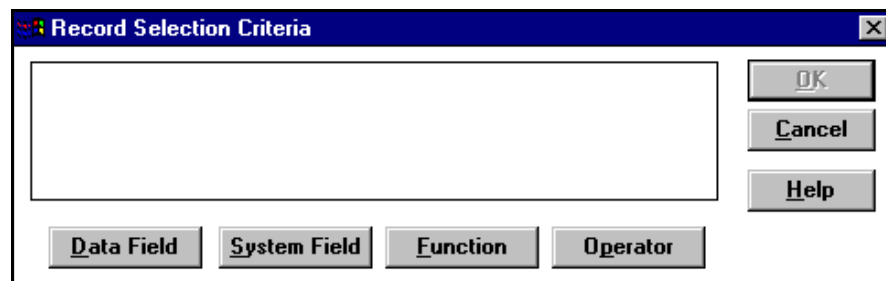 Record Selection Criteria
OK
Cancel
Help
Data Field System Field Function Operator